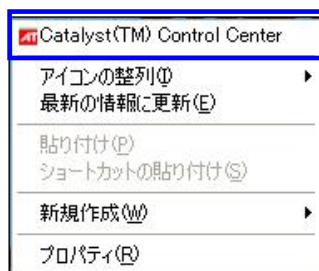 ATI Catalyst(TM) Control Center
アイコンの整列(I)
最新の情報に更新(E)
貼り付け(P)
ショートカットの貼り付け(S)
新規作成(W)
プロパティ(R)